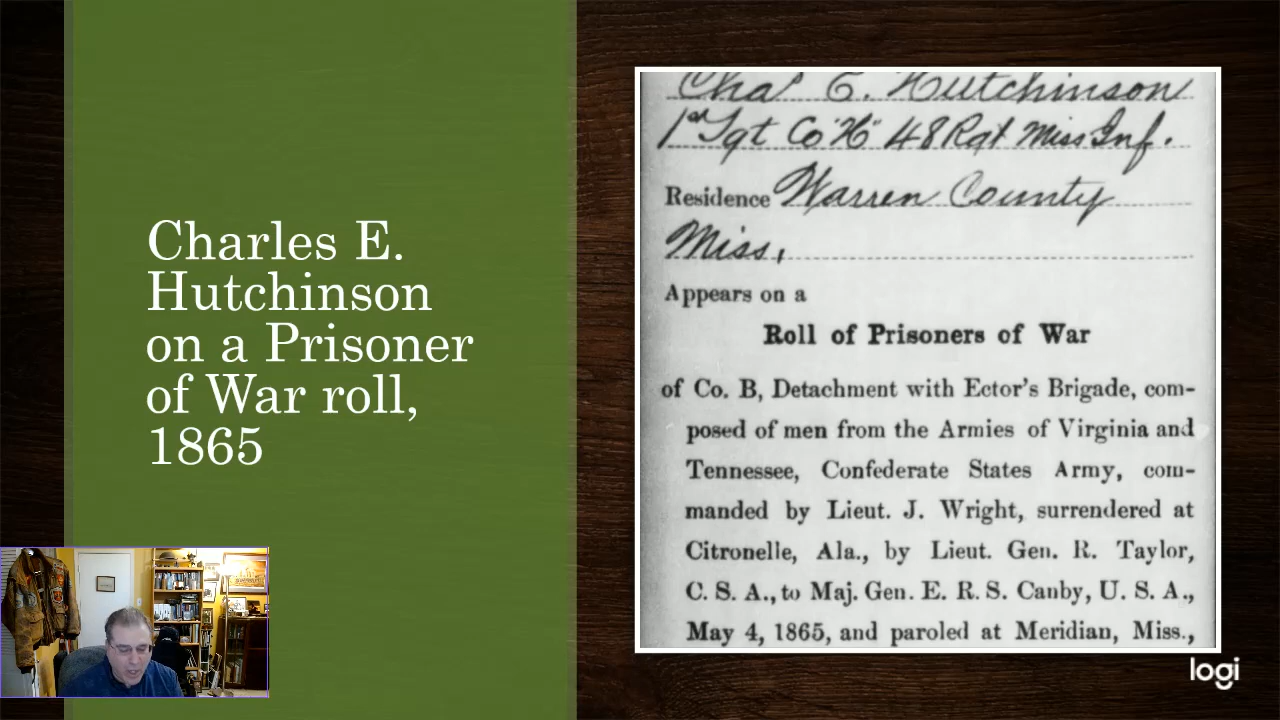 Charles E.
Hutchinson
on a Prisoner
of War roll,
1865
Chas E. Hutchinson
1st Sgt Co "H" 48 Rgt Miss Inf.
Residence Warren County
Miss,
Appears on a
Roll of Prisoners of War
of Co. B, Detachment with Ector's Brigade, com-
posed of men from the Armies of Virginia and
Tennessee, Confederate States Army, com-
manded by Lieut. J. Wright, surrendered at
Citronelle, Ala., by Lieut. Gen. R. Taylor,
C. S. A., to Maj. Gen. E. R. S. Canby, U. S. A.,
May 4, 1865, and paroled at Meridian, Miss.,
logi